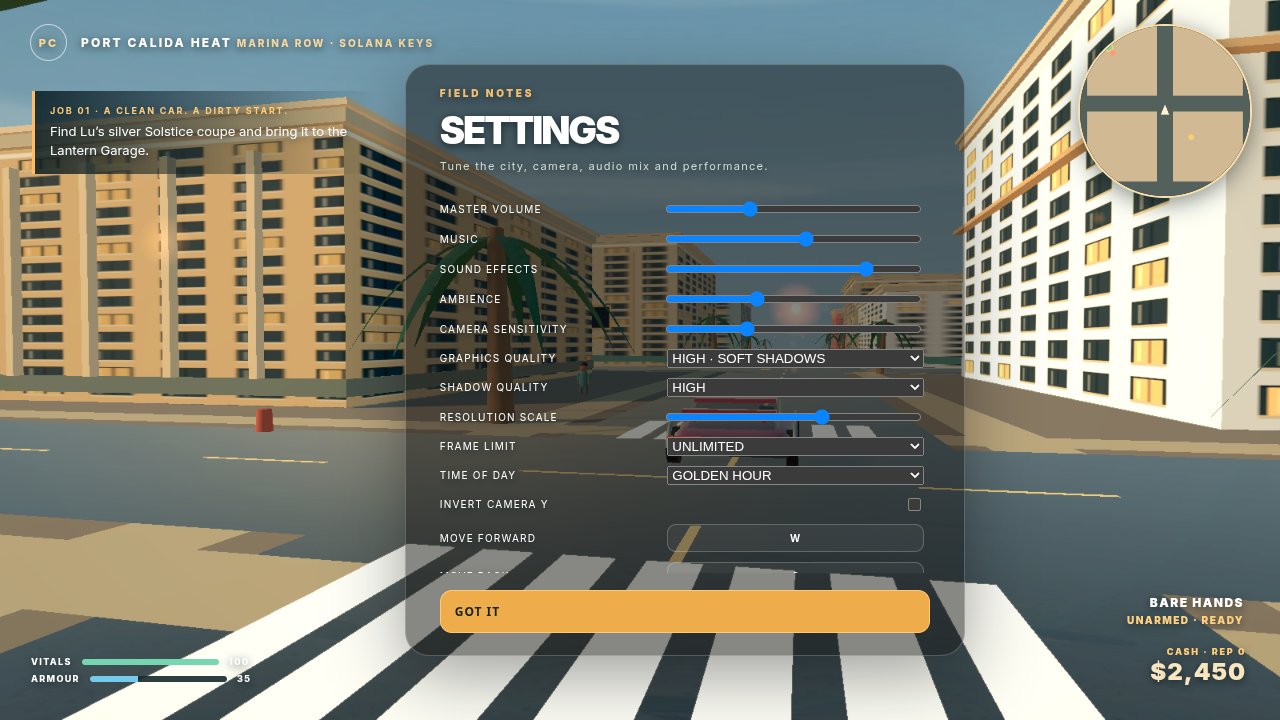 PC PORT CALIDA HEAT MARINA ROW · SOLANA KEYS
JOB 01 · A CLEAN CAR. A DIRTY START.
Find Lu's silver Solstice coupe and bring it to the
Lantern Garage.
FIELD NOTES
SETTINGS
Tune the city, camera, audio mix and performance.
MASTER VOLUME
MUSIC
SOUND EFFECTS
AMBIENCE
CAMERA SENSITIVITY
GRAPHICS QUALITY HIGH · SOFT SHADOWS
SHADOW QUALITY HIGH
RESOLUTION SCALE
FRAME LIMIT UNLIMITED
TIME OF DAY GOLDEN HOUR
INVERT CAMERA Y
MOVE FORWARD W
GOT IT
VITALS 100
ARMOUR 35
BARE HANDS
UNARMED · READY
CASH · REP 0
$2,450